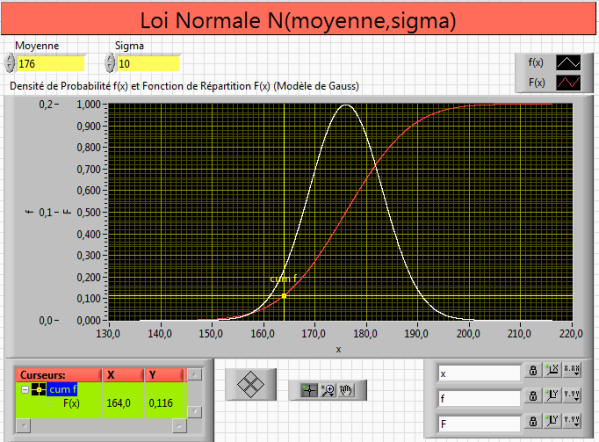 Loi Normale N(moyenne,sigma)
Moyenne
Sigma
176
10
f(x)
F(x)
Densité de Probabilité f(x) et Fonction de Répartition F(x) (Modèle de Gauss)
0,2
0,1
0,0
f
1,000
0,900
0,800
0,700
0,600
0,500
0,400
0,300
0,200
0,100
0,000
F
cum f
130,0 140,0 150,0 160,0 170,0 180,0 190,0 200,0 210,0 220,0
x
Curseurs: X Y
cum f
F(x) 164,0 0,116
x
f
F